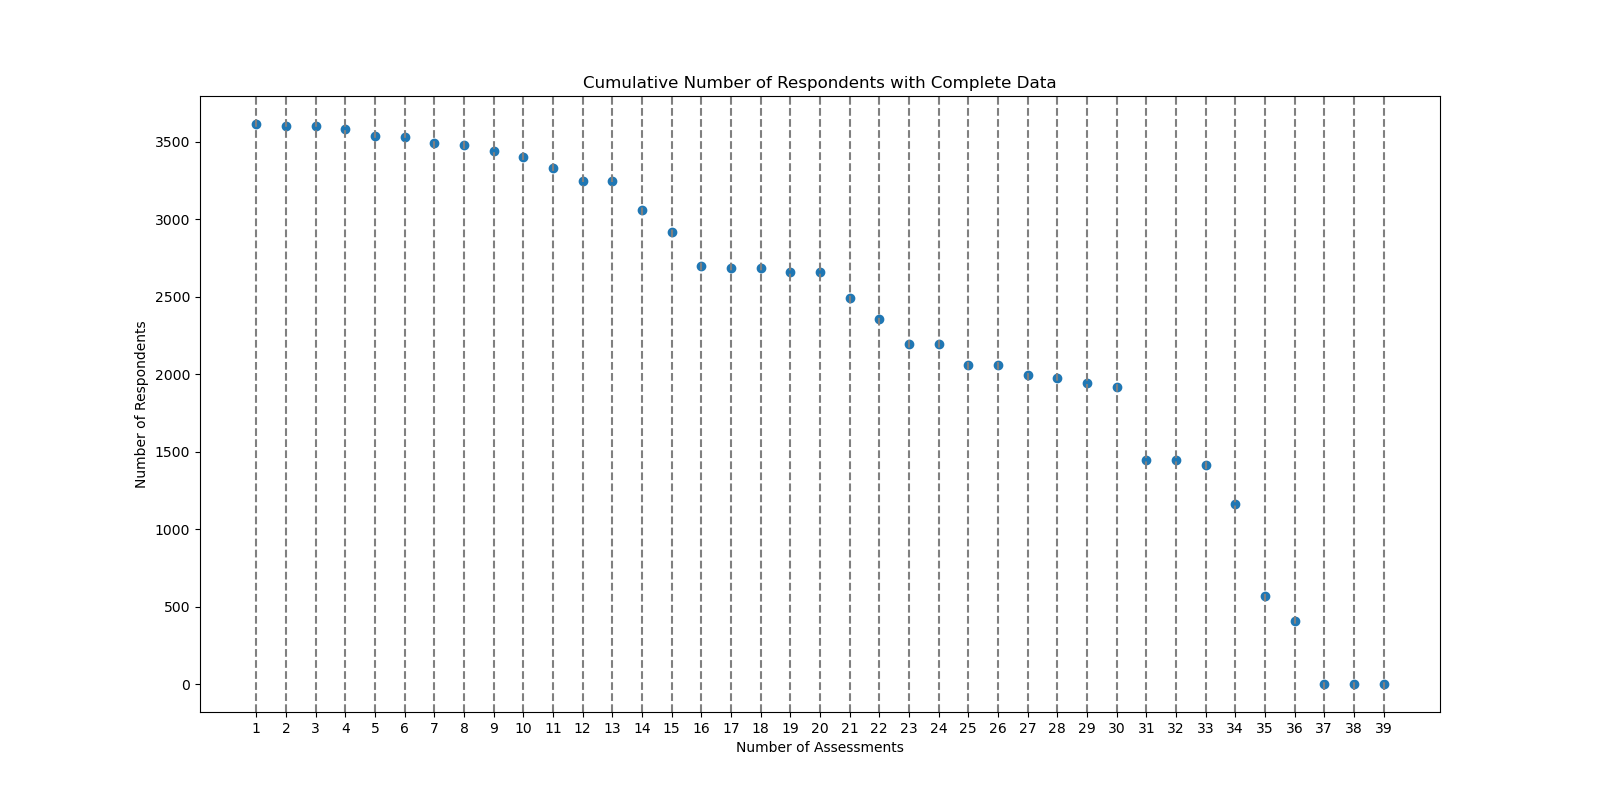 Cumulative Number of Respondents with Complete Data
3500
3000
2500
2000
1500
1000
500
0
Number of Respondents
1 2 3 4 5 6 7 8 9 10 11 12 13 14 15 16 17 18 19 20 21 22 23 24 25 26 27 28 29 30 31 32 33 34 35 36 37 38 39
Number of Assessments